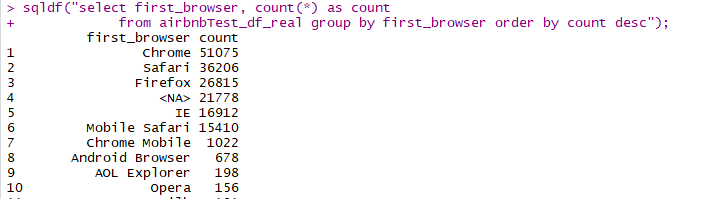 > sqldf("select first_browser, count(*) as count
+ from airbnbTest_df_real group by first_browser order by count desc");
first_browser count
1 Chrome 51075
2 Safari 36206
3 Firefox 26815
4 <NA> 21778
5 IE 16912
6 Mobile Safari 15410
7 Chrome Mobile 1022
8 Android Browser 678
9 AOL Explorer 198
10 Opera 156